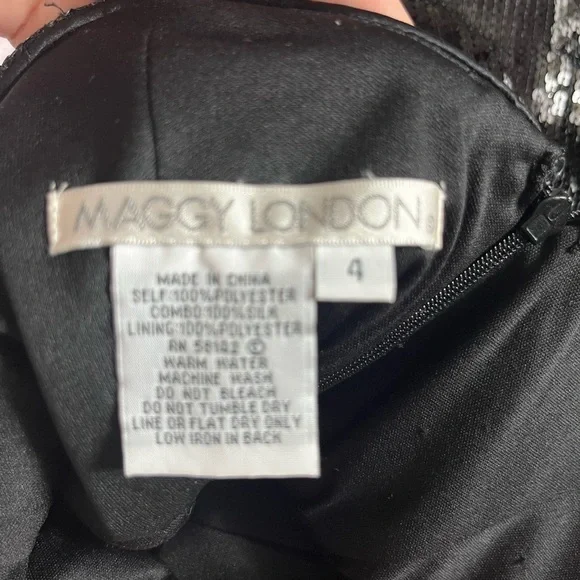 MAGGY LONDON®
4
MADE IN CHINA
SELF:100%POLYESTER
COMBO:100%SILK
LINING:100%POLYESTER
RN 58182 ©
WARM WATER
MACHINE WASH
DO NOT BLEACH
DO NOT TUMBLE DRY
LINE OR FLAT DRY ONLY
LOW IRON IN BACK